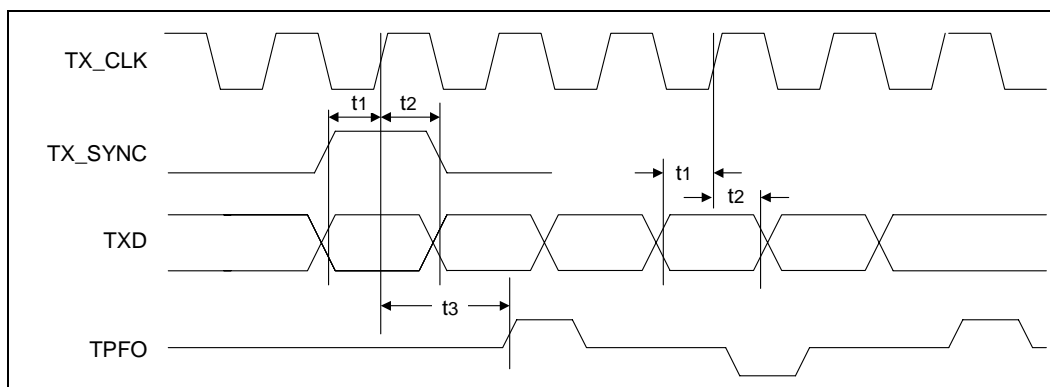 TX_CLK
t1 t2
TX_SYNC
t1
t2
TXD
t3
TPFO